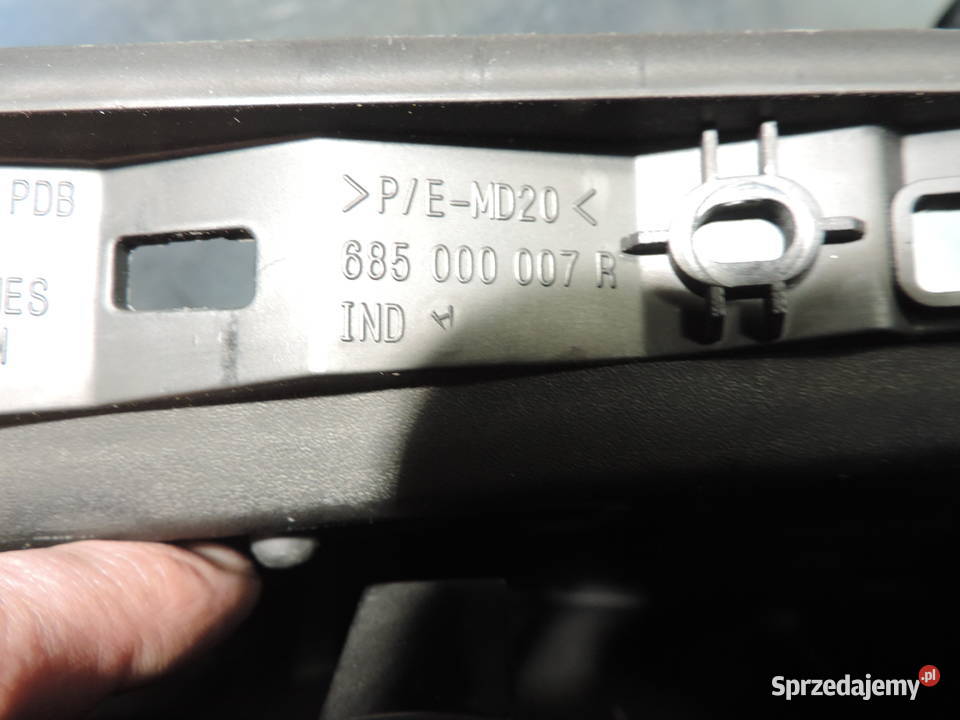 PDB
>P/E-MD20<
685 000 007 R
IND
Sprzedajemy.pl